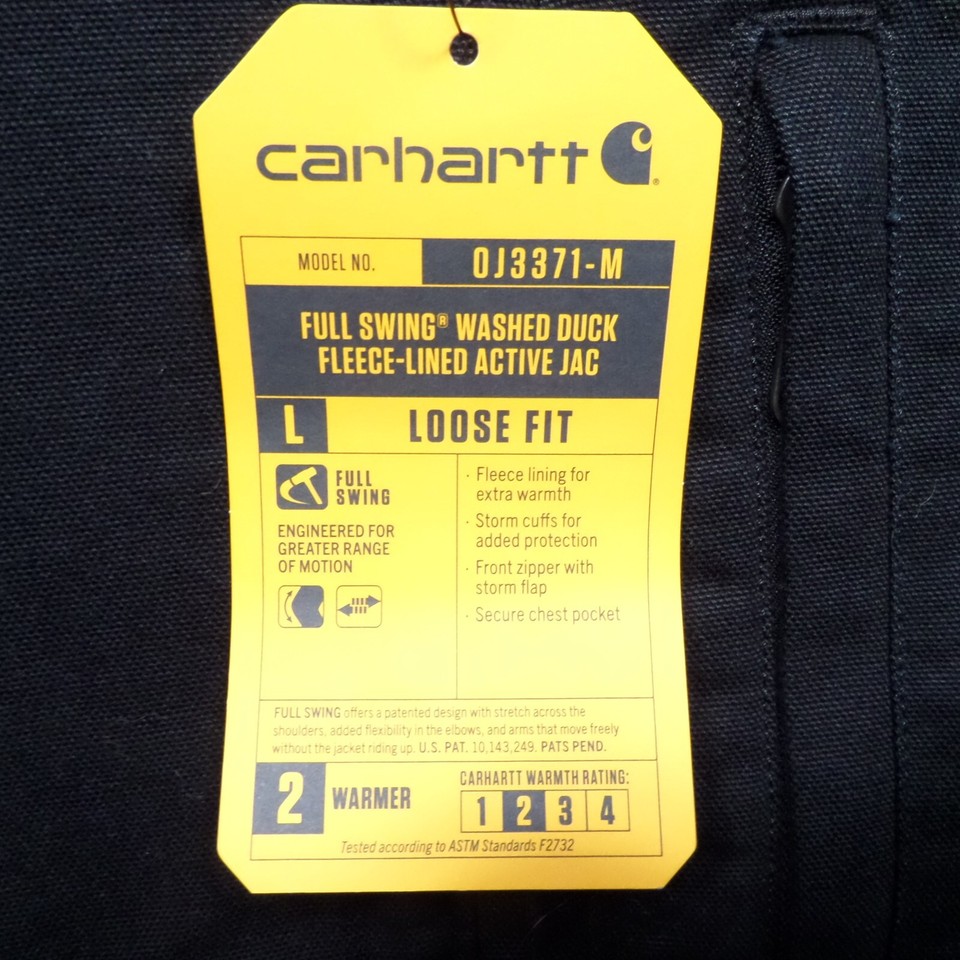 carhartt
MODEL NO. OJ3371-M
FULL SWING® WASHED DUCK
FLEECE-LINED ACTIVE JAC
L LOOSE FIT
FULL
SWING
ENGINEERED FOR
GREATER RANGE
OF MOTION
· Fleece lining for
extra warmth
· Storm cuffs for
added protection
· Front zipper with
storm flap
· Secure chest pocket
FULL SWING offers a patented design with stretch across the
shoulders, added flexibility in the elbows, and arms that move freely
without the jacket riding up. U.S. PAT. 10,143,249. PATS PEND.
2 WARMER
CARHARTT WARMTH RATING:
1 2 3 4
Tested according to ASTM Standards F2732